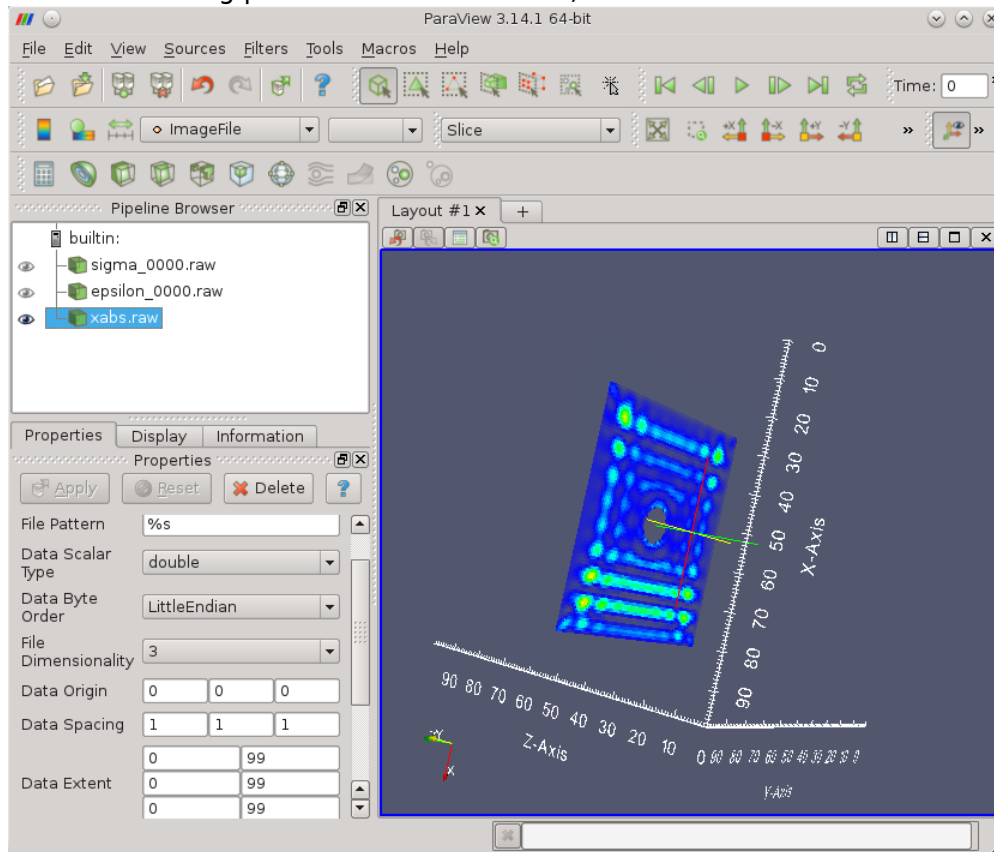 ParaView 3.14.1 64-bit
File Edit View Sources Filters Tools Macros Help
Time: 0
ImageFile Slice +X -X +Y -Y » »
Pipeline Browser
Layout #1 x +
builtin:
sigma_0000.raw
epsilon_0000.raw
xabs.raw
Properties Display Information
Properties
Apply Reset Delete ?
File Pattern %s
Data Scalar Type double
Data Byte Order LittleEndian
File Dimensionality 3
Data Origin 0 0 0
Data Spacing 1 1 1
Data Extent
0 99
0 99
0 99
0 10 20 30 40 50 60 70 80 90
X-Axis
90 80 70 60 50 40 30 20 10 0
Z-Axis
Y-Axis
X